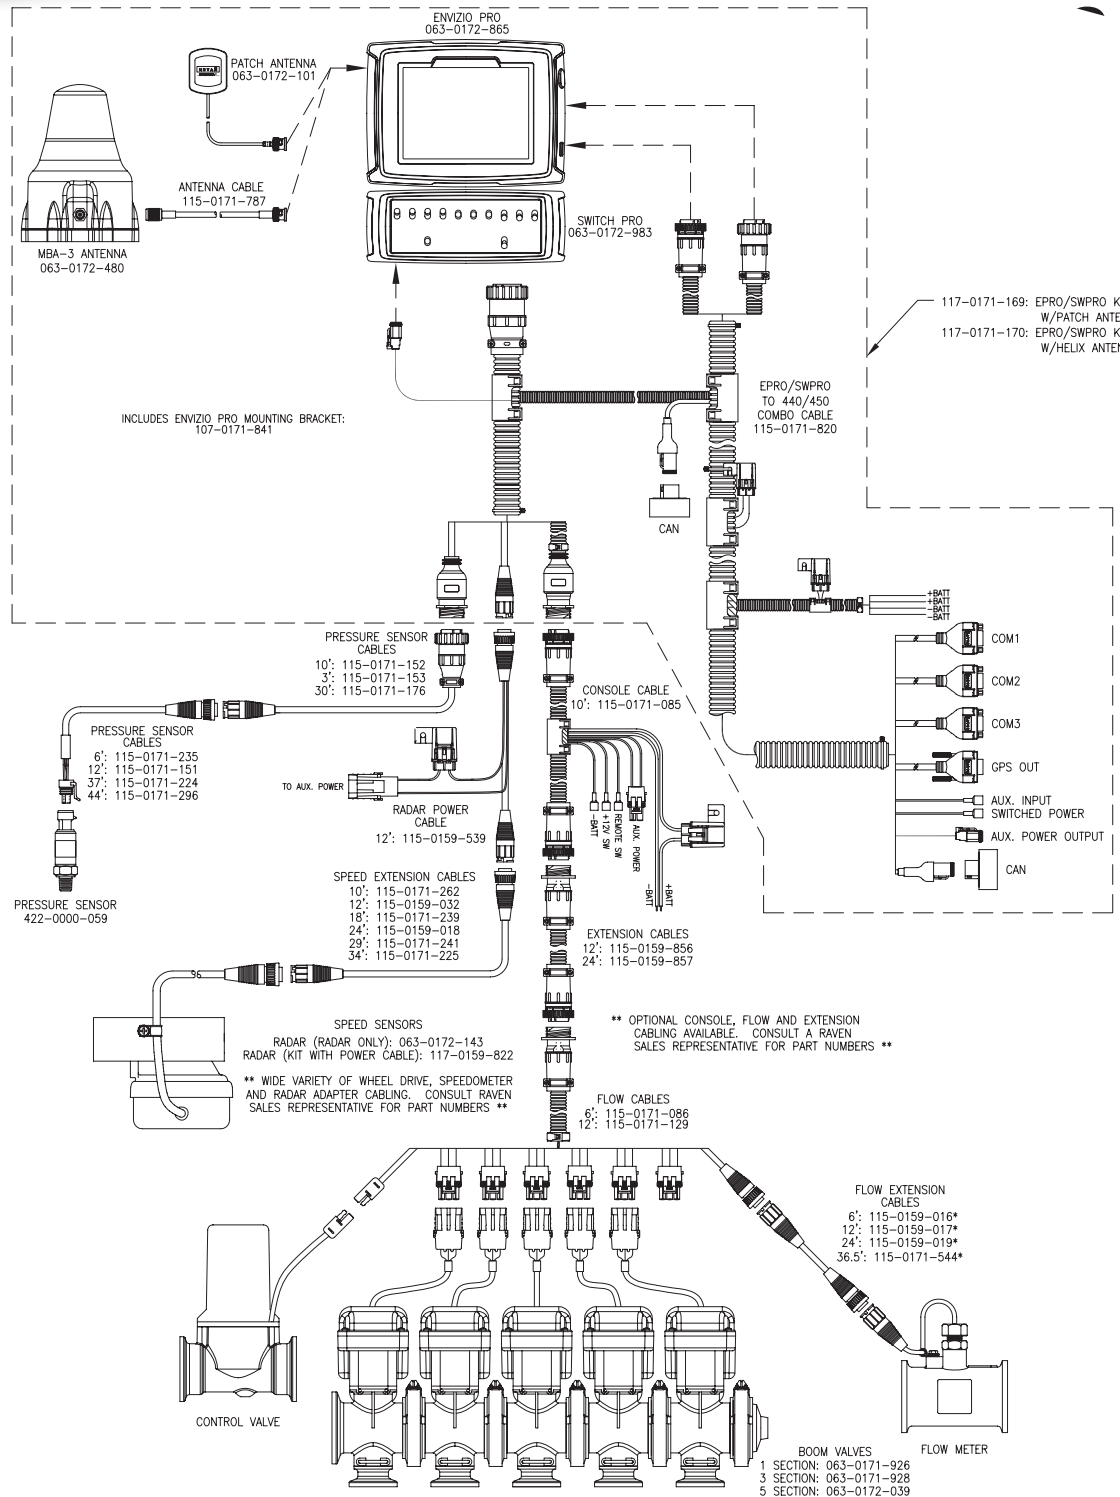 ENVIZIO PRO
063-0172-865
PATCH ANTENNA
063-0172-101
ANTENNA CABLE
115-0171-787
MBA-3 ANTENNA
063-0172-480
SWITCH PRO
063-0172-983
117-0171-169: EPRO/SWPRO K
W/PATCH ANTE
117-0171-170: EPRO/SWPRO K
W/HELIX ANTE
EPRO/SWPRO
TO 440/450
COMBO CABLE
115-0171-820
INCLUDES ENVIZIO PRO MOUNTING BRACKET:
107-0171-841
CAN
+BATT
+BATT
-BATT
-BATT
COM1
COM2
COM3
GPS OUT
AUX. INPUT
SWITCHED POWER
AUX. POWER OUTPUT
CAN
PRESSURE SENSOR
CABLES
10': 115-0171-152
3': 115-0171-153
30': 115-0171-176
CONSOLE CABLE
10': 115-0171-085
PRESSURE SENSOR
CABLES
6': 115-0171-235
12': 115-0171-151
37': 115-0171-224
44': 115-0171-296
TO AUX. POWER
RADAR POWER
CABLE
12': 115-0159-539
-BATT
+12V SW
REMOTE SW
AUX. POWER
-BATT
+BATT
PRESSURE SENSOR
422-0000-059
SPEED EXTENSION CABLES
10': 115-0171-262
12': 115-0159-032
18': 115-0171-239
24': 115-0159-018
29': 115-0171-241
34': 115-0171-225
EXTENSION CABLES
12': 115-0159-856
24': 115-0159-857
** OPTIONAL CONSOLE, FLOW AND EXTENSION
CABLING AVAILABLE. CONSULT A RAVEN
SALES REPRESENTATIVE FOR PART NUMBERS **
SPEED SENSORS
RADAR (RADAR ONLY): 063-0172-143
RADAR (KIT WITH POWER CABLE): 117-0159-822
** WIDE VARIETY OF WHEEL DRIVE, SPEEDOMETER
AND RADAR ADAPTER CABLING. CONSULT RAVEN
SALES REPRESENTATIVE FOR PART NUMBERS **
FLOW CABLES
6': 115-0171-086
12': 115-0171-129
FLOW EXTENSION
CABLES
6': 115-0159-016*
12': 115-0159-017*
24': 115-0159-019*
36.5': 115-0171-544*
CONTROL VALVE
FLOW METER
BOOM VALVES
1 SECTION: 063-0171-926
3 SECTION: 063-0171-928
5 SECTION: 063-0172-039